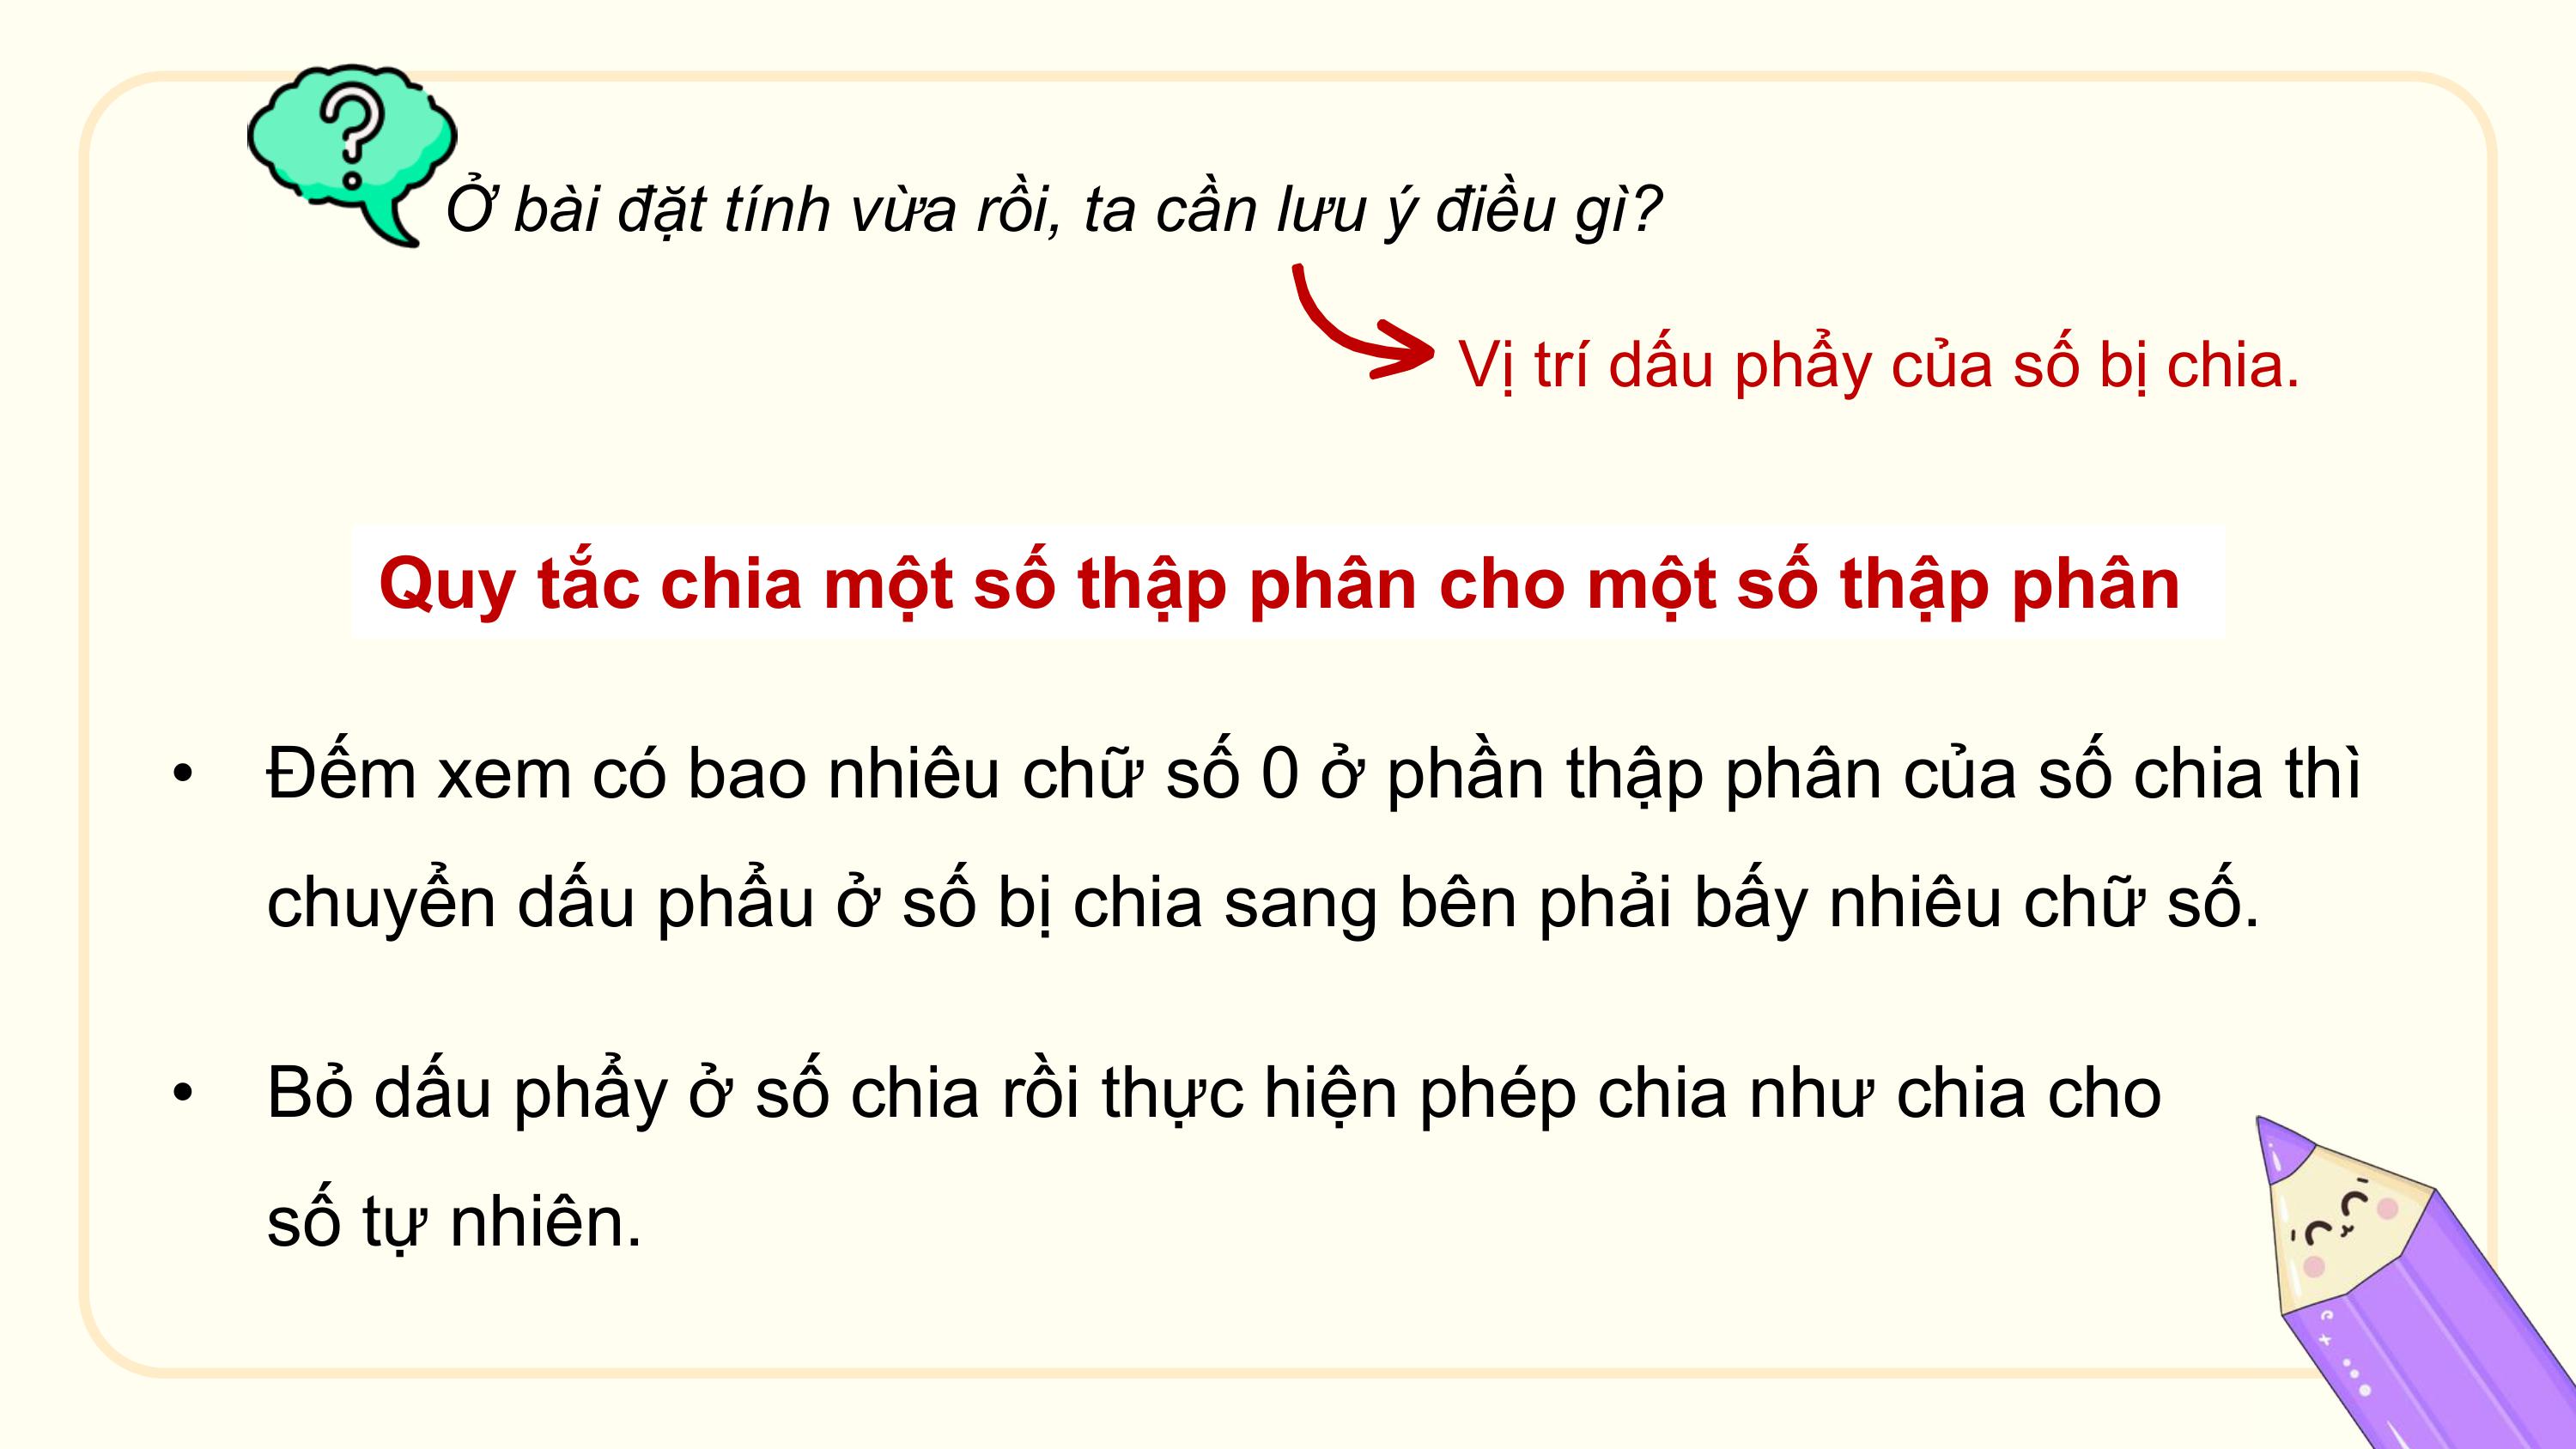 Ở bài đặt tính vừa rồi, ta cần lưu ý điều gì?
Vị trí dấu phẩy của số bị chia.
Quy tắc chia một số thập phân cho một số thập phân
• Đếm xem có bao nhiêu chữ số 0 ở phần thập phân của số chia thì
chuyển dấu phẩu ở số bị chia sang bên phải bấy nhiêu chữ số.
• Bỏ dấu phẩy ở số chia rồi thực hiện phép chia như chia cho
số tự nhiên.